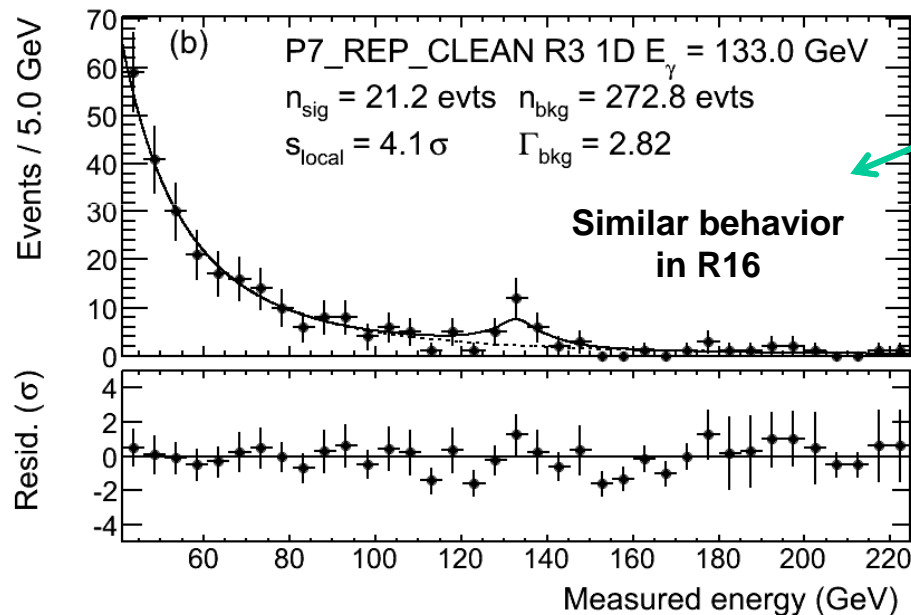 (b)
P7_REP_CLEAN R3 1D Eγ = 133.0 GeV
nsig = 21.2 evts nbkg = 272.8 evts
slocal = 4.1σ Γbkg = 2.82
Similar behavior
in R16
Events / 5.0 GeV
70
60
50
40
30
20
10
0
Resid. (σ)
4
2
0
-2
-4
60 80 100 120 140 160 180 200 220
Measured energy (GeV)